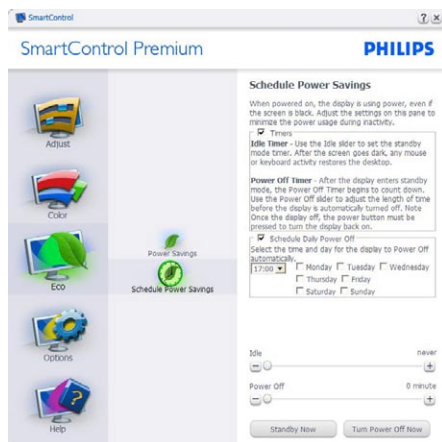 SmartControl
SmartControl Premium
PHILIPS
Adjust
Color
Eco
Options
Help
Power Savings
Schedule Power Savings
Schedule Power Savings
When powered on, the display is using power, even if
the screen is black. Adjust the settings on this pane to
minimize the power usage during inactivity.
Timers
Idle Timer - Use the Idle slider to set the standby
mode timer. After the screen goes dark, any mouse
or keyboard activity restores the desktop.
Power Off Timer - After the display enters standby
mode, the Power Off Timer begins to count down.
Use the Power Off slider to adjust the length of time
before the display is automatically turned off. Note
Once the display off, the power button must be
pressed to turn the display back on.
Schedule Daily Power Off
Select the time and day for the display to Power Off
automatically.
17:00 Monday Tuesday Wednesday
Thursday Friday
Saturday Sunday
Idle never
Power Off 0 minute
Standby Now Turn Power Off Now